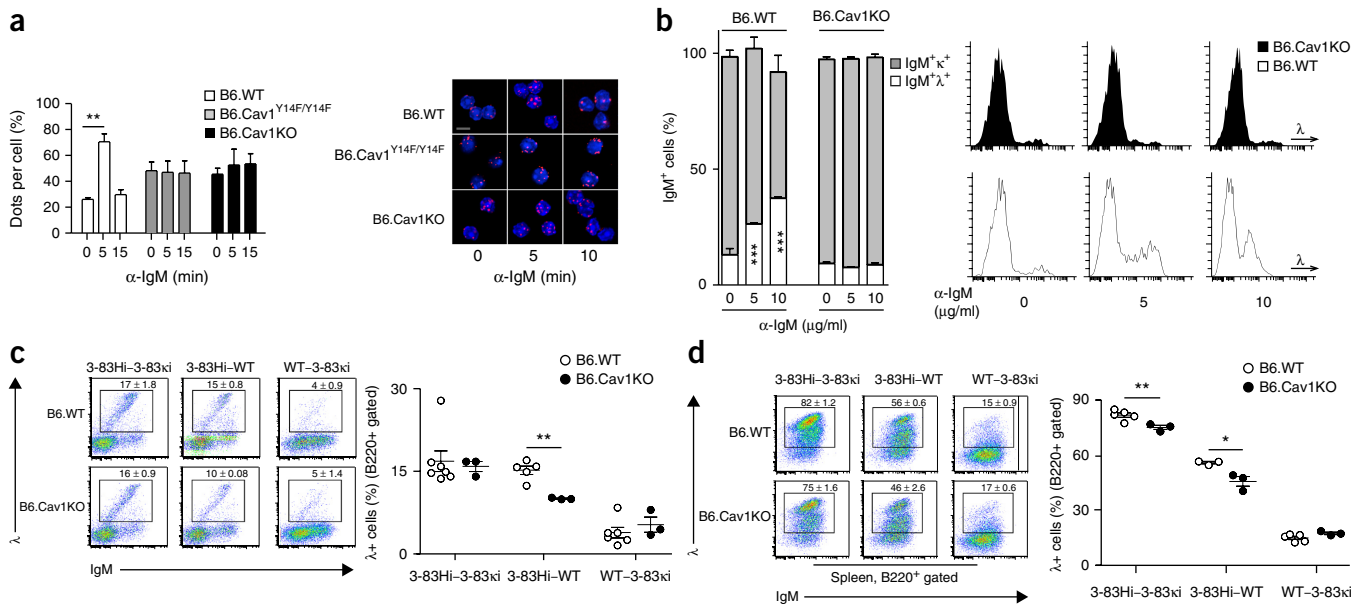 a
Dots per cell (%)
100
80
60
40
20
0
**
B6.WT
B6.Cav1Y14F/Y14F
B6.Cav1KO
0 5 15 0 5 15 0 5 15
α-IgM (min)
B6.WT
B6.Cav1Y14F/Y14F
B6.Cav1KO
0 5 10
α-IgM (min)
b
B6.WT B6.Cav1KO
IgM+ cells (%)
100
50
0
IgM+κ+
IgM+λ+
*** ***
0 5 10 0 5 10
α-IgM (μg/ml)
B6.Cav1KO
B6.WT
λ
λ
α-IgM (μg/ml)
0 5 10
c
3-83Hi–3-83κi 3-83Hi–WT WT–3-83κi
B6.WT
17 ± 1.8 15 ± 0.8 4 ± 0.9
B6.Cav1KO
16 ± 0.9 10 ± 0.08 5 ± 1.4
λ
IgM
B6.WT
B6.Cav1KO
λ+ cells (%) (B220+ gated)
30
15
0
**
3-83Hi–3-83κi 3-83Hi–WT WT–3-83κi
d
3-83Hi–3-83κi 3-83Hi–WT WT–3-83κi
B6.WT
82 ± 1.2 56 ± 0.6 15 ± 0.9
B6.Cav1KO
75 ± 1.6 46 ± 2.6 17 ± 0.6
λ
Spleen, B220+ gated
IgM
B6.WT
B6.Cav1KO
λ+ cells (%) (B220+ gated)
90
60
30
0
**
*
3-83Hi–3-83κi 3-83Hi–WT WT–3-83κi